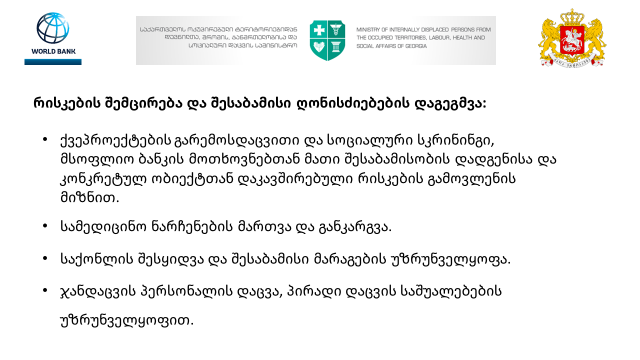 WORLD BANK
საქართველოს ოკუპირებული ტერიტორიებიდან
დევნილთა, შრომის, ჯანმრთელობისა და
სოციალური დაცვის სამინისტრო
MINISTRY OF INTERNALLY DISPLACED PERSONS FROM
THE OCCUPIED TERRITORIES, LABOUR, HEALTH AND
SOCIAL AFFAIRS OF GEORGIA
რისკების შემცირება და შესაბამისი ღონისძიებების დაგეგმვა:
• ქვეპროექტების გარემოსდაცვითი და სოციალური სკრინინგი,
მსოფლიო ბანკის მოთხოვნებთან მათი შესაბამისობის დადგენისა და
კონკრეტულ ობიექტთან დაკავშირებული რისკების გამოვლენის
მიზნით.
• სამედიცინო ნარჩენების მართვა და განკარგვა.
• საქონლის შესყიდვა და შესაბამისი მარაგების უზრუნველყოფა.
• ჯანდაცვის პერსონალის დაცვა, პირადი დაცვის საშუალებების
უზრუნველყოფით.